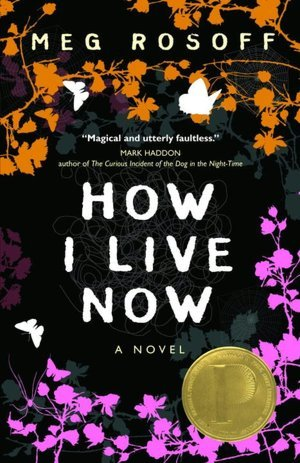 MEG ROSOFF
“Magical and utterly faultless.”
MARK HADDON
author of The Curious Incident of the Dog in the Night-Time
HOW
I LIVE
NOW
A NOVEL
P